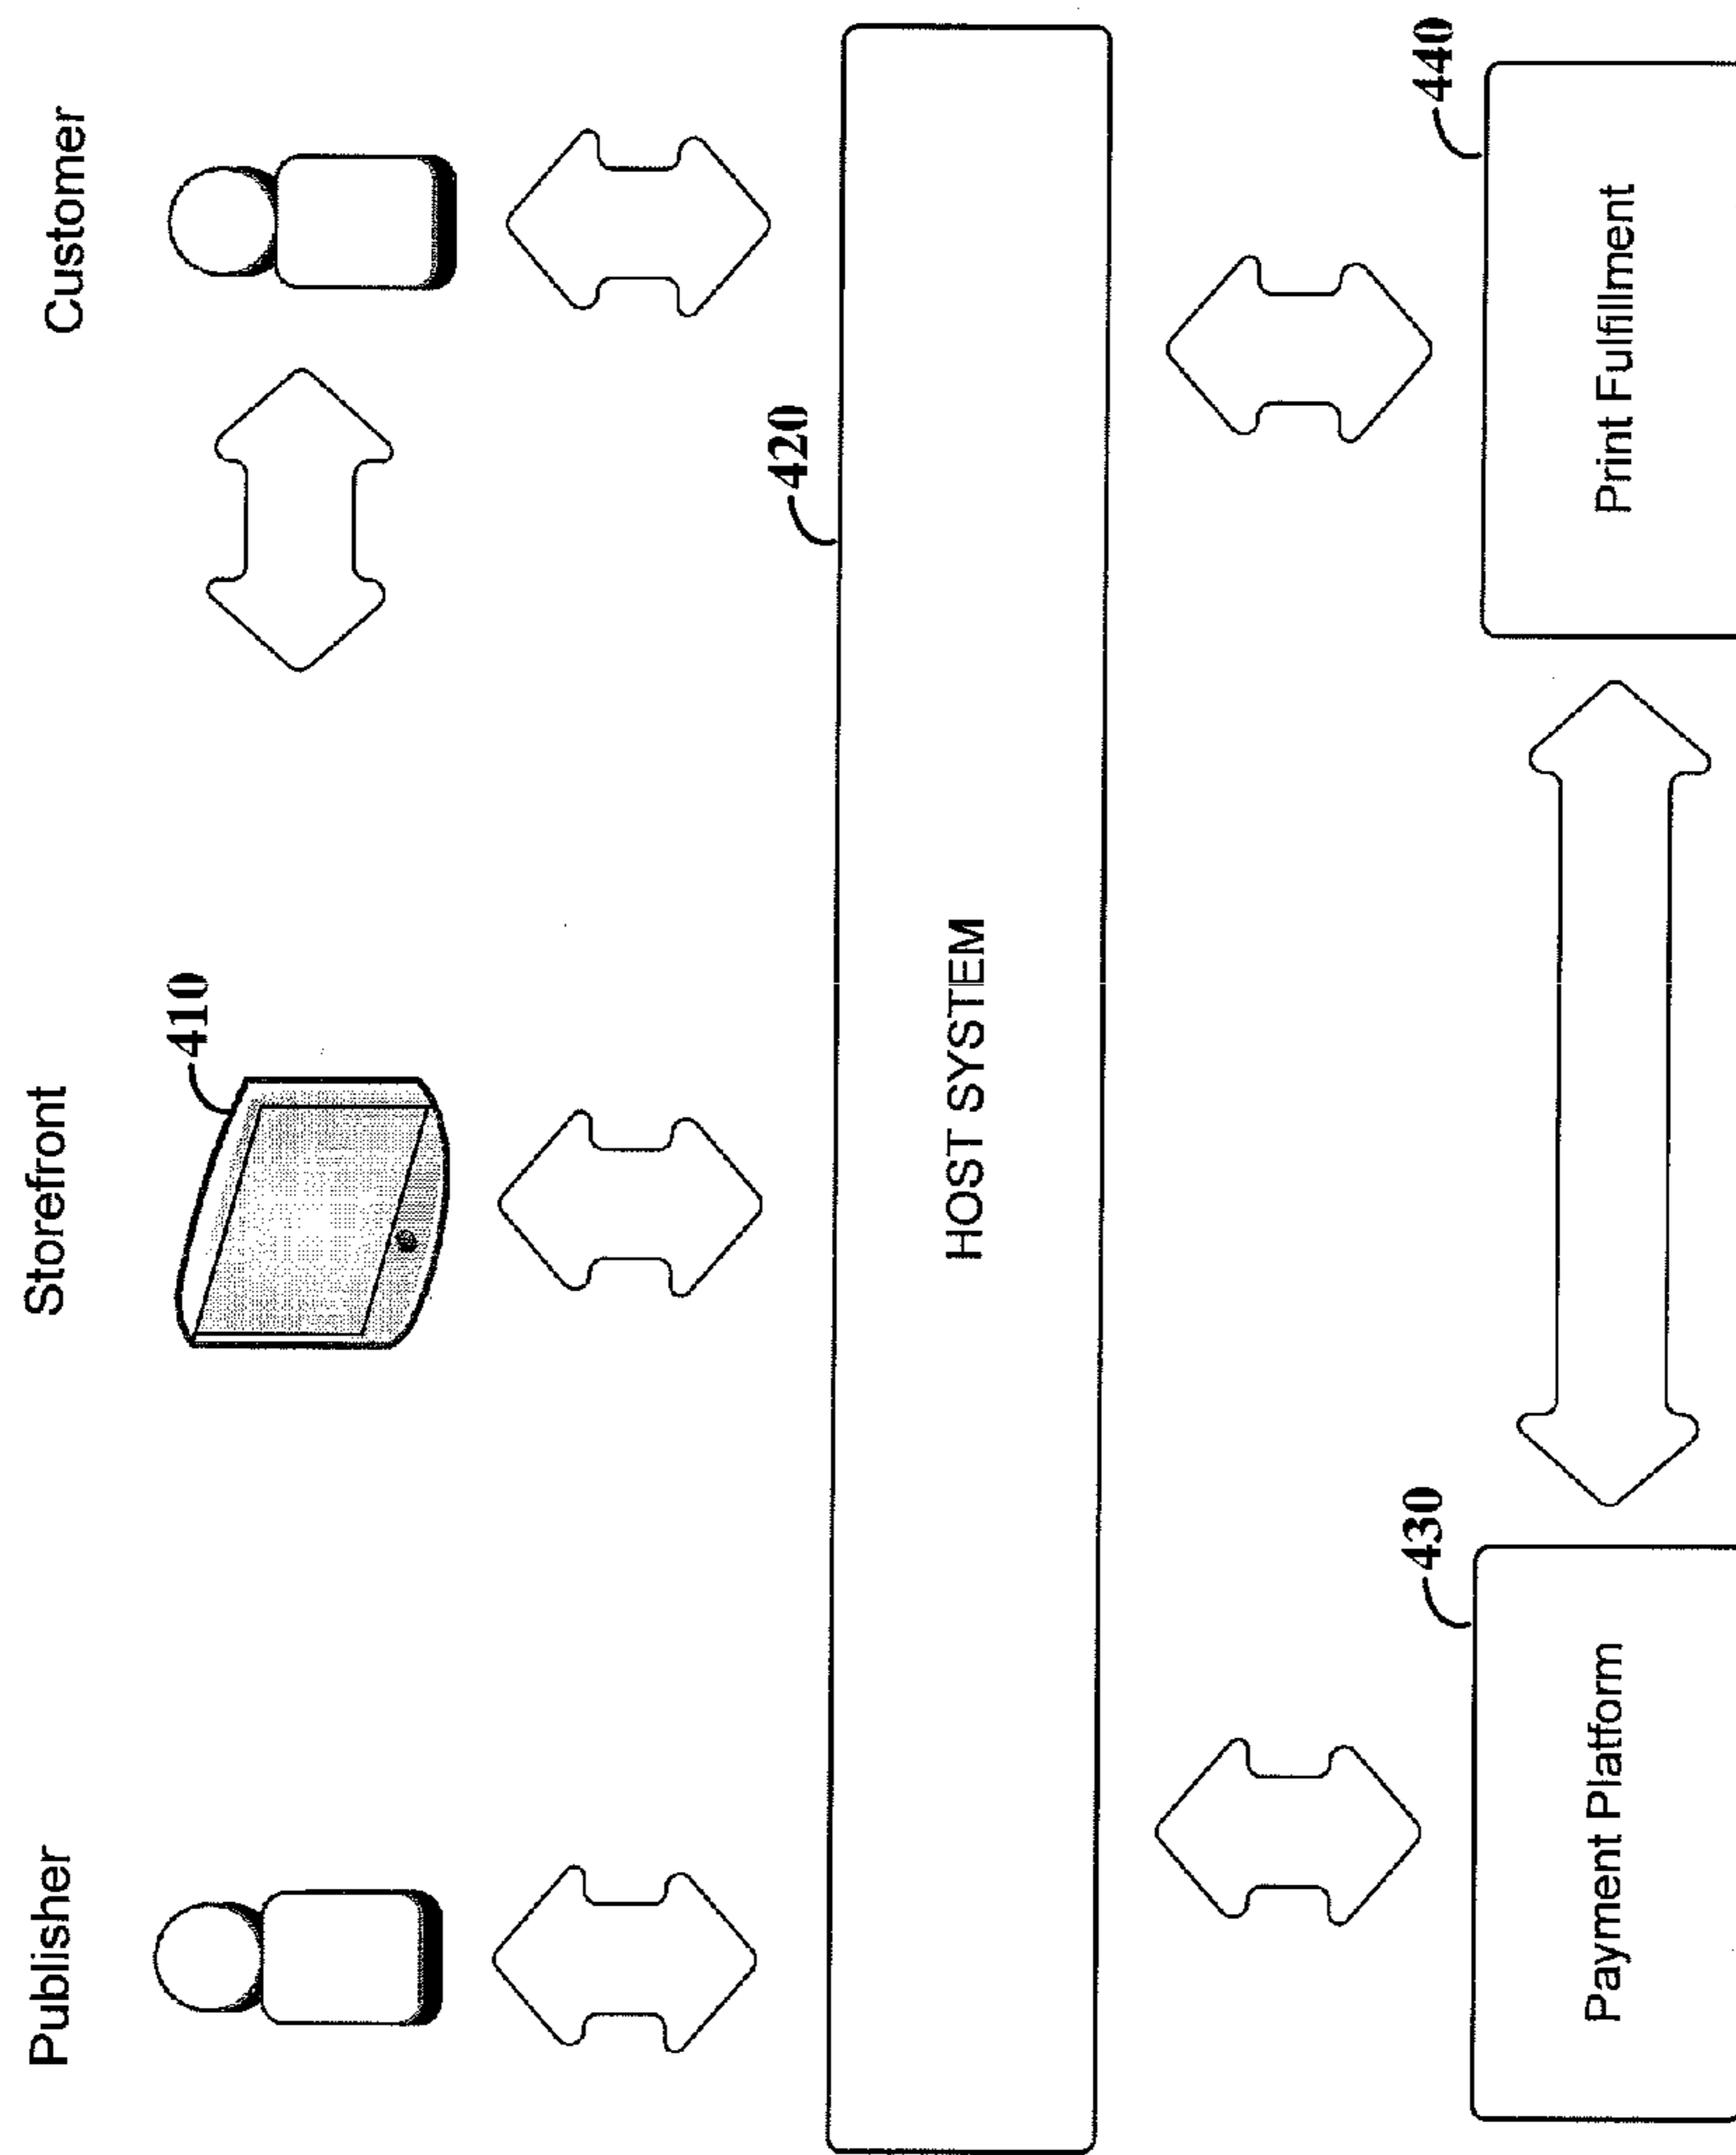 Publisher
Storefront
Customer
410
420
HOST SYSTEM
430
440
Payment Platform
Print Fulfillment